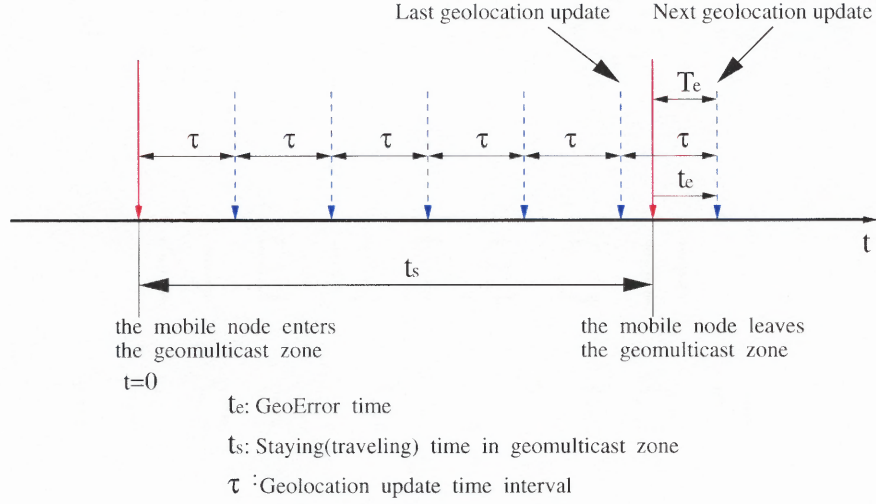 Last geolocation update Next geolocation update
Te
τ τ τ τ τ τ
te
t
ts
the mobile node enters the mobile node leaves
the geomulticast zone the geomulticast zone
t=0
te: GeoError time
ts: Staying(traveling) time in geomulticast zone
τ :Geolocation update time interval